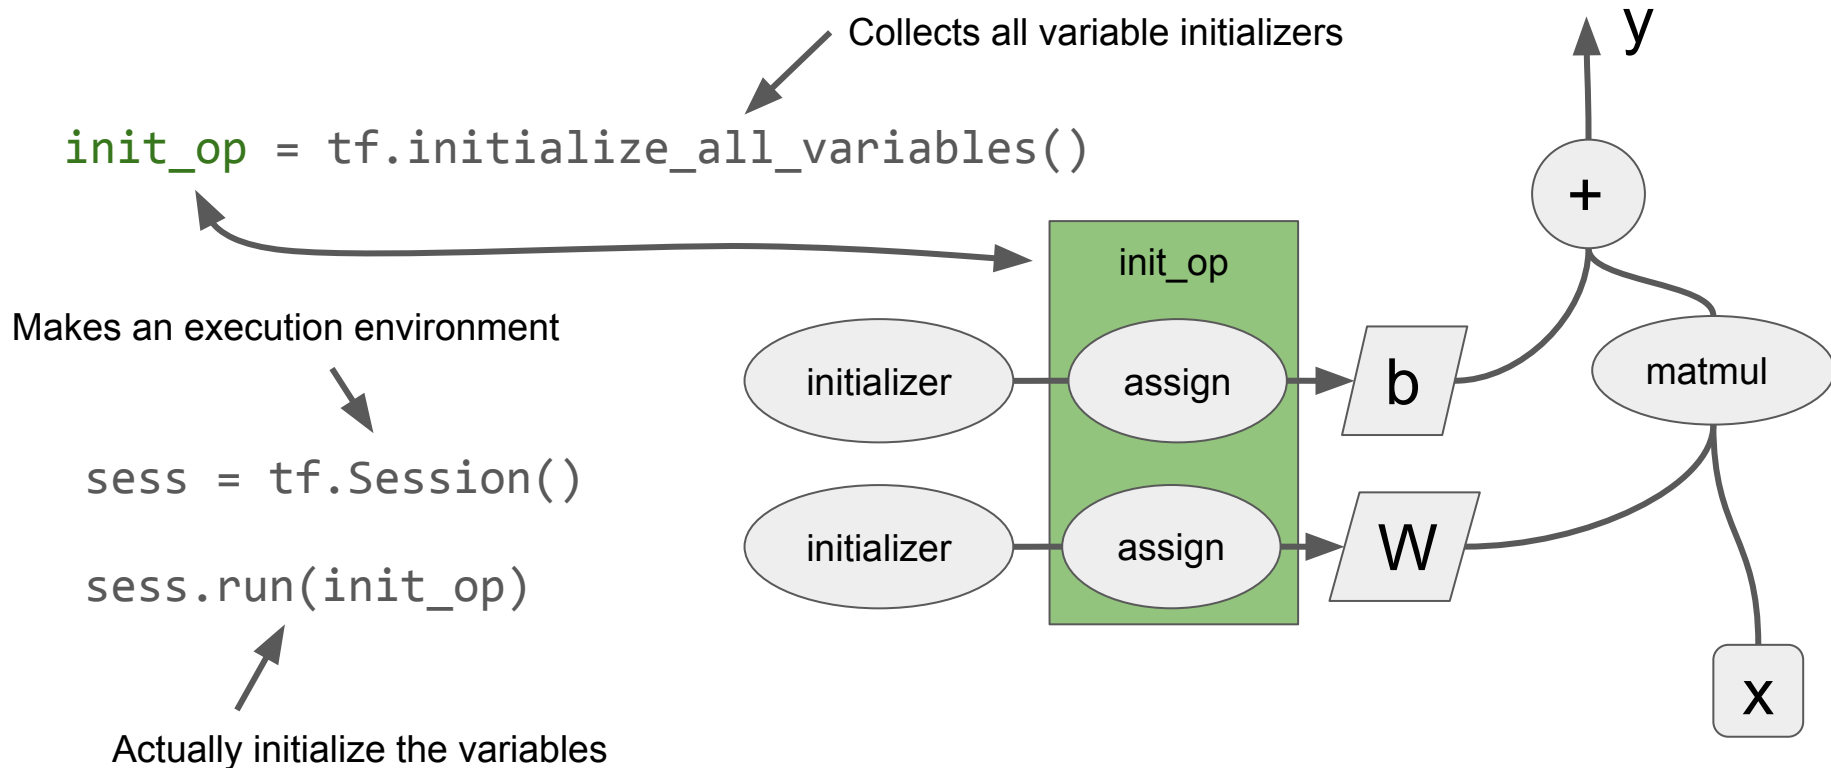 Collects all variable initializers
y
init_op = tf.initialize_all_variables()
+
init_op
Makes an execution environment
initializer
assign
b
matmul
sess = tf.Session()
initializer
assign
W
sess.run(init_op)
x
Actually initialize the variables